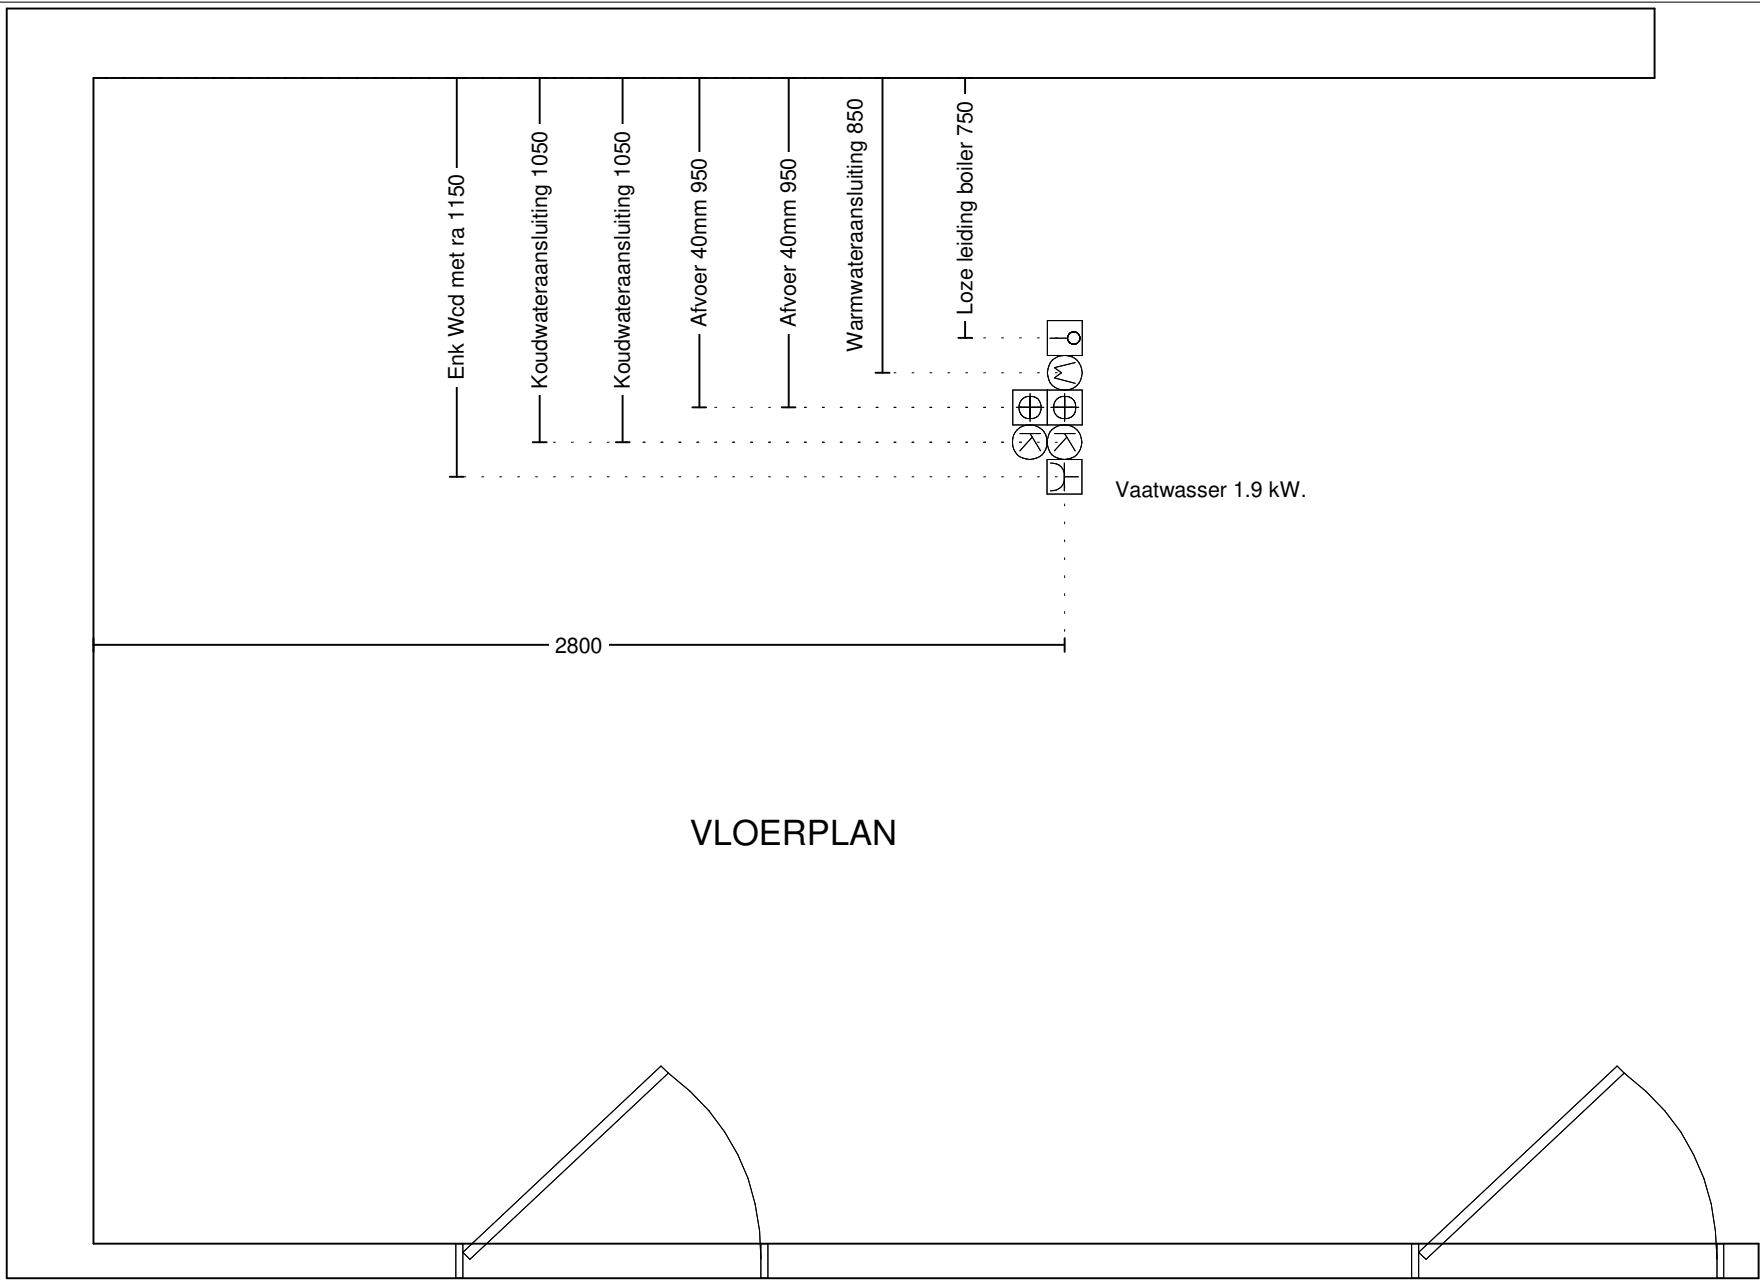 Enk Wcd met ra 1150
Koudwateraansluiting 1050
Koudwateraansluiting 1050
Afvoer 40mm 950
Afvoer 40mm 950
Warmwateraansluiting 850
Loze leiding boiler 750
W
K K
Vaatwasser 1.9 kW.
2800
VLOERPLAN